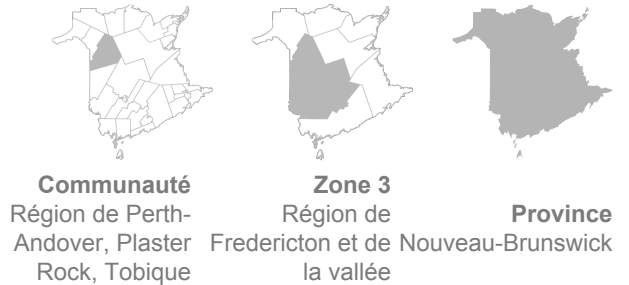 Communauté
Région de Perth-
Andover, Plaster
Rock, Tobique
Zone 3
Région de
Fredericton et de
la vallée
Province
Nouveau-Brunswick